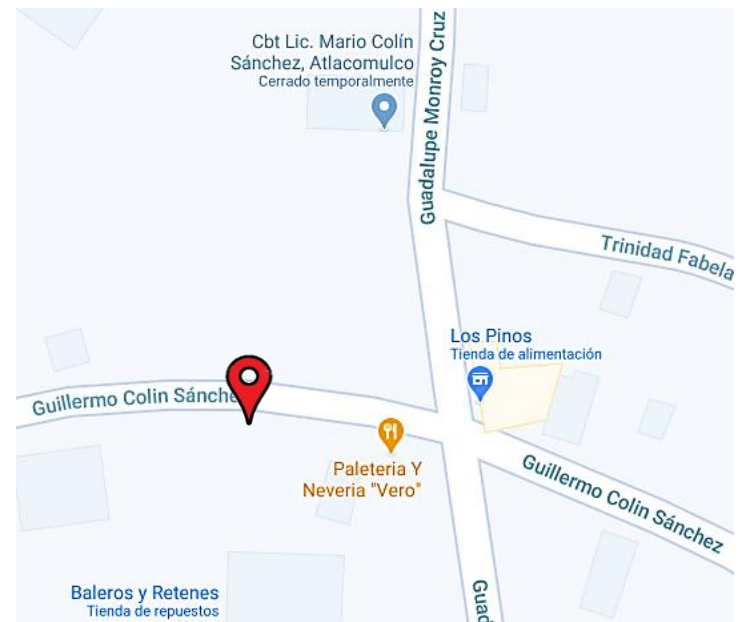 Cbt Lic. Mario Colín
Sánchez, Atlacomulco
Cerrado temporalmente
Guadalupe Monroy Cruz
Trinidad Fabela
Los Pinos
Tienda de alimentación
Guillermo Colin Sánche
Paleteria Y
Neveria "Vero"
Guillermo Colin Sánchez
Baleros y Retenes
Tienda de repuestos
Guad